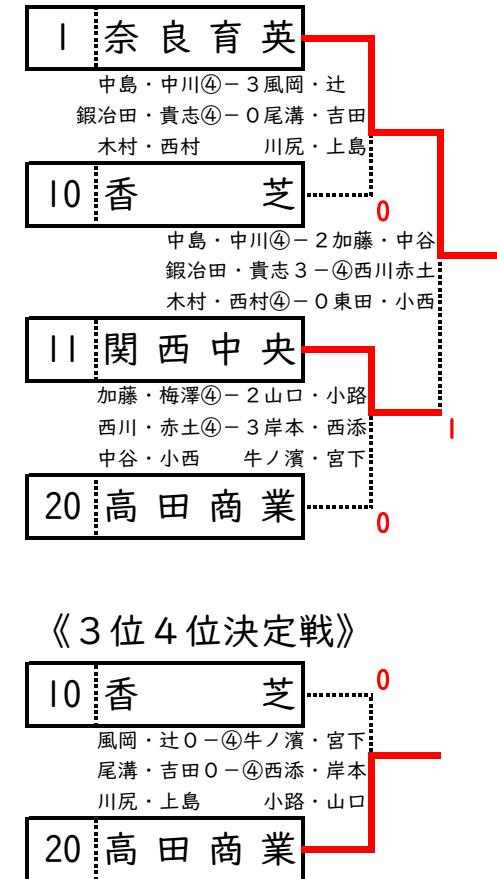 1 奈良育英
中島・中川④－3風岡・辻
鍜冶田・貴志④－0尾溝・吉田
木村・西村　川尻・上島
10 香芝
0
中島・中川④－2加藤・中谷
鍜冶田・貴志3－④西川赤土
木村・西村④－0東田・小西
11 関西中央
加藤・梅澤④－2山口・小路
1
西川・赤土④－3岸本・西添
中谷・小西　牛ノ濱・宮下
20 高田商業
0
《3位4位決定戦》
10 香芝
0
風岡・辻0－④牛ノ濱・宮下
尾溝・吉田0－④西添・岸本
川尻・上島　小路・山口
20 高田商業